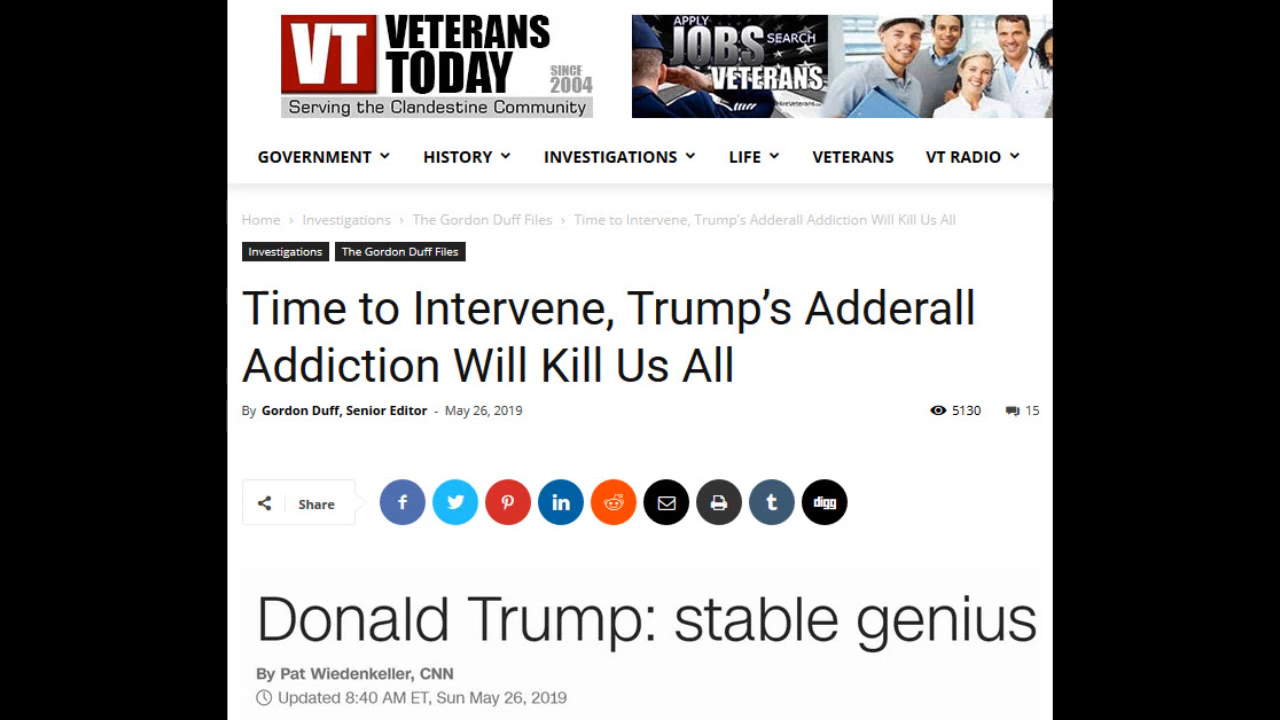 VT VETERANS TODAY SINCE 2004
Serving the Clandestine Community
APPLY
JOBS SEARCH
VETERANS
GOVERNMENT HISTORY INVESTIGATIONS LIFE VETERANS VT RADIO
Home › Investigations › The Gordon Duff Files › Time to Intervene, Trump’s Adderall Addiction Will Kill Us All
Investigations The Gordon Duff Files
Time to Intervene, Trump’s Adderall
Addiction Will Kill Us All
By Gordon Duff, Senior Editor - May 26, 2019 5130 15
Share f in t digg
Donald Trump: stable genius
By Pat Wiedenkeller, CNN
Updated 8:40 AM ET, Sun May 26, 2019